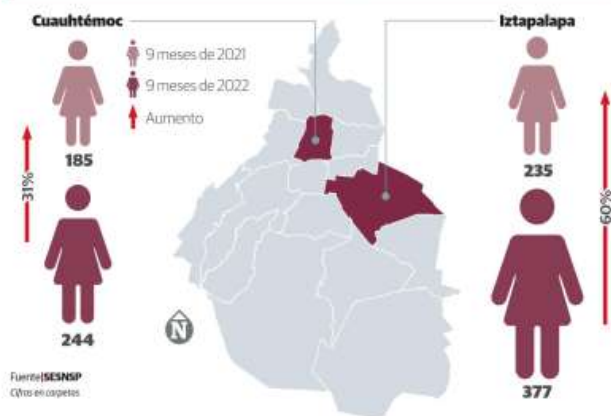 Cuauhtémoc
Iztapalapa
9 meses de 2021
9 meses de 2022
Aumento
185
31%
244
235
60%
377
N
Fuente|SESNSP
Cifras en carpetas